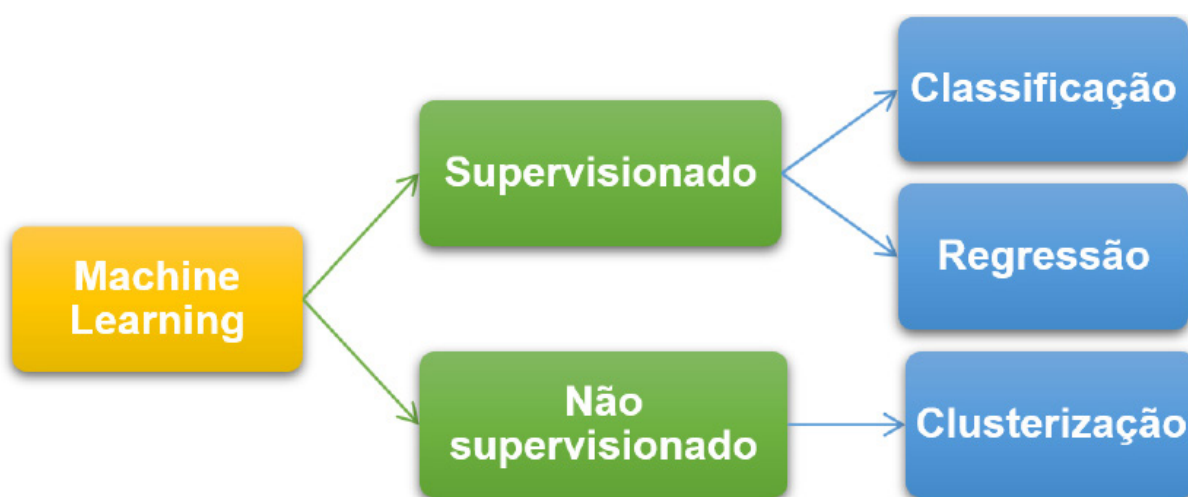 Machine
Learning
Supervisionado
Não
supervisionado
Classificação
Regressão
Clusterização